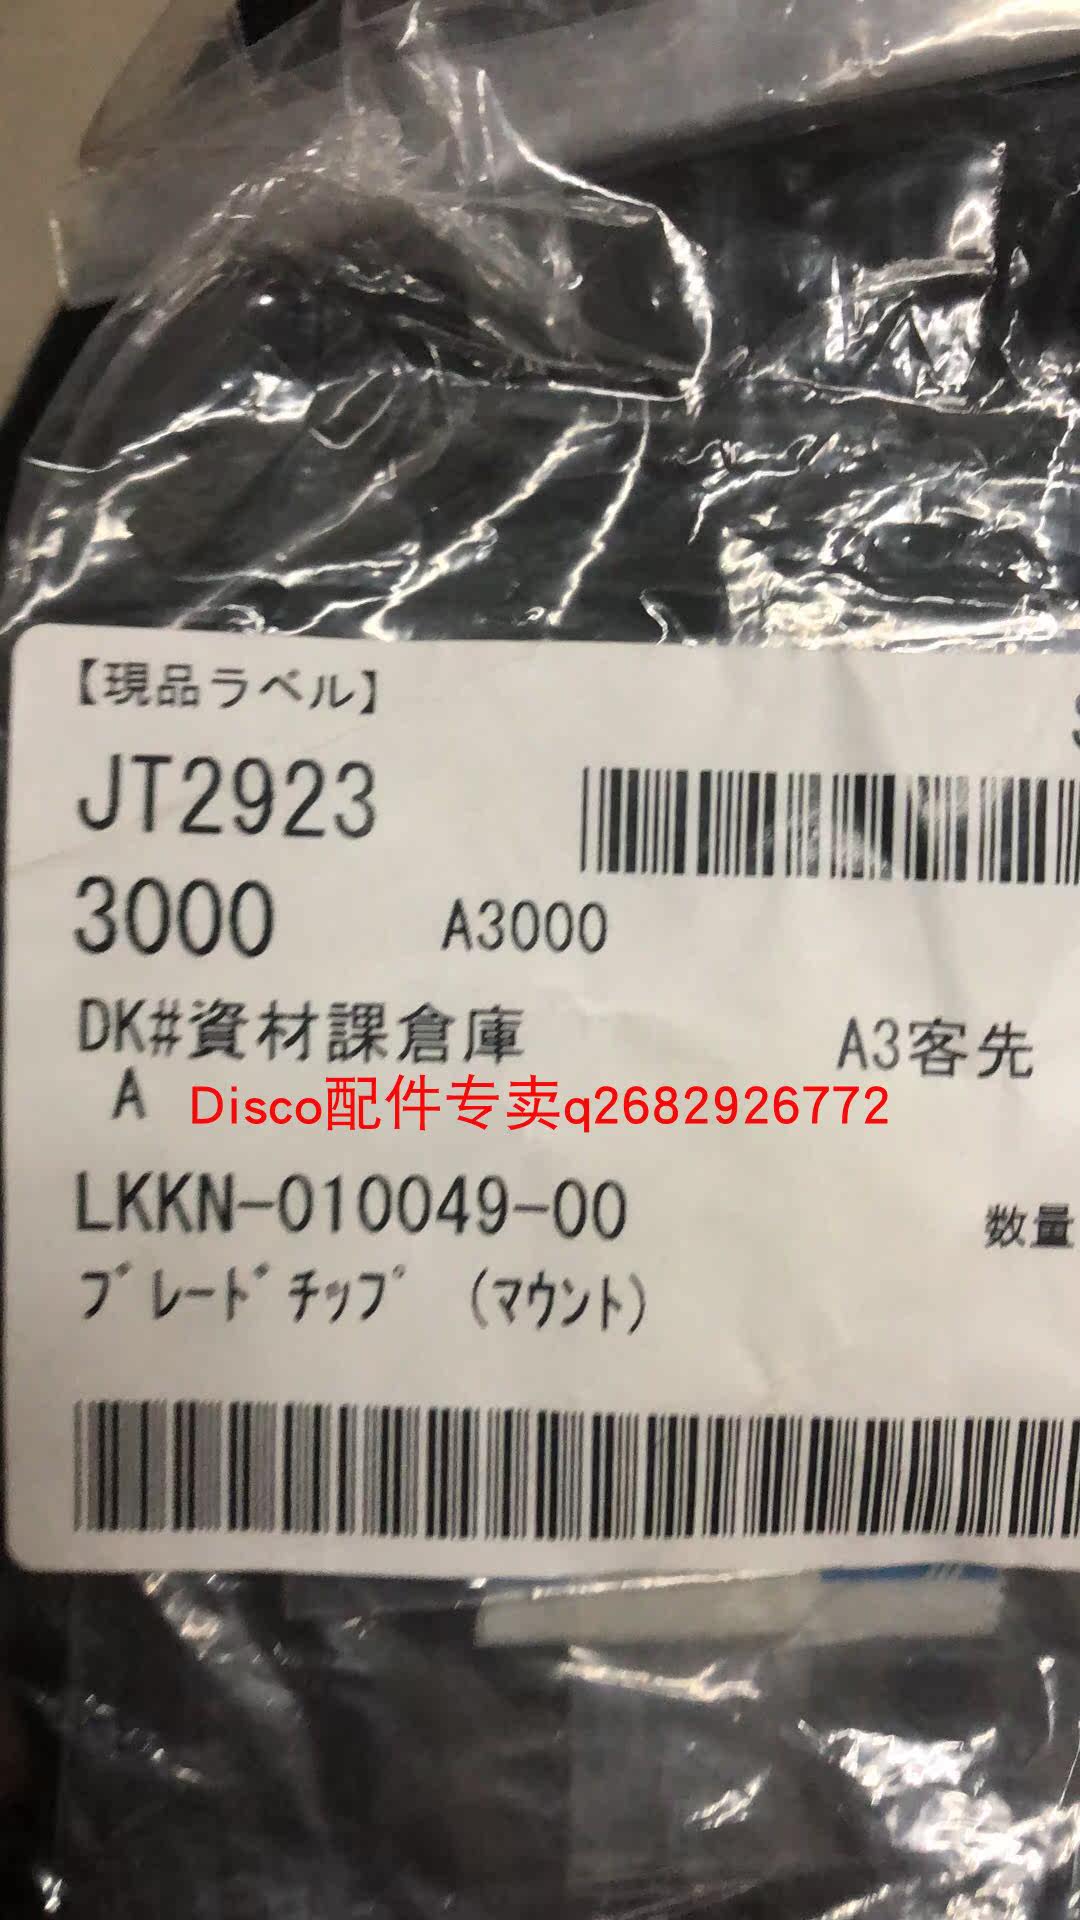 【現品ラベル】
JT2923
3000 A3000
DK#資材課倉庫 A3客先
A
Disco配件专卖q2682926772
LKKN-010049-00 数量
ﾌﾞﾚｰﾄﾞﾁｯﾌﾟ (ﾏｳﾝﾄ)